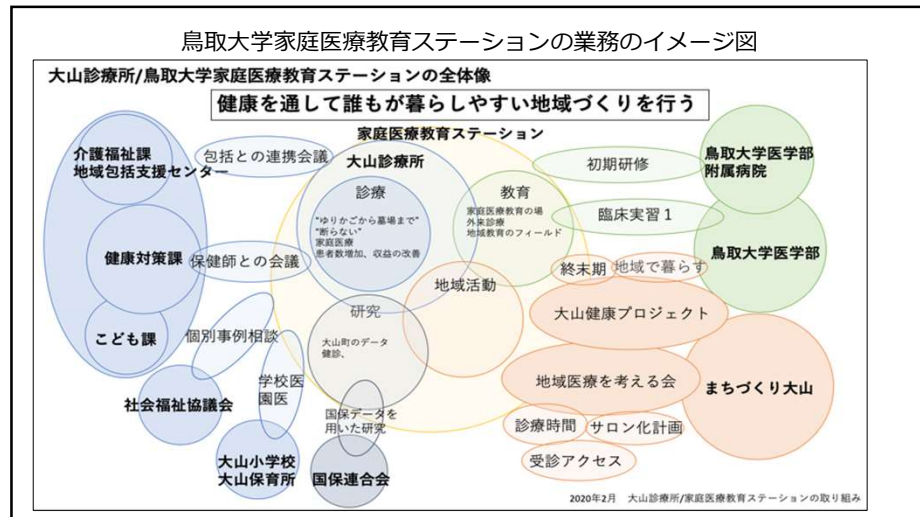 鳥取大学家庭医療教育ステーションの業務のイメージ図
大山診療所/鳥取大学家庭医療教育ステーションの全体像
健康を通して誰もが暮らしやすい地域づくりを行う
家庭医療教育ステーション
介護福祉課
地域包括支援センター
包括との連携会議
大山診療所
初期研修
鳥取大学医学部
附属病院
診療
"ゆりかごから墓場まで"
"断らない"
家庭医療
患者数増加、収益の改善
教育
家庭医療教育の場
外来診療
地域教育のフィールド
臨床実習1
鳥取大学医学部
健康対策課
保健師との会議
終末期
地域で暮らす
地域活動
大山健康プロジェクト
こども課
個別事例相談
研究
大山町のデータ
健診、
学校医
園医
地域医療を考える会
まちづくり大山
社会福祉協議会
国保データを
用いた研究
診療時間
サロン化計画
受診アクセス
大山小学校
大山保育所
国保連合会
2020年2月 大山診療所/家庭医療教育ステーションの取り組み